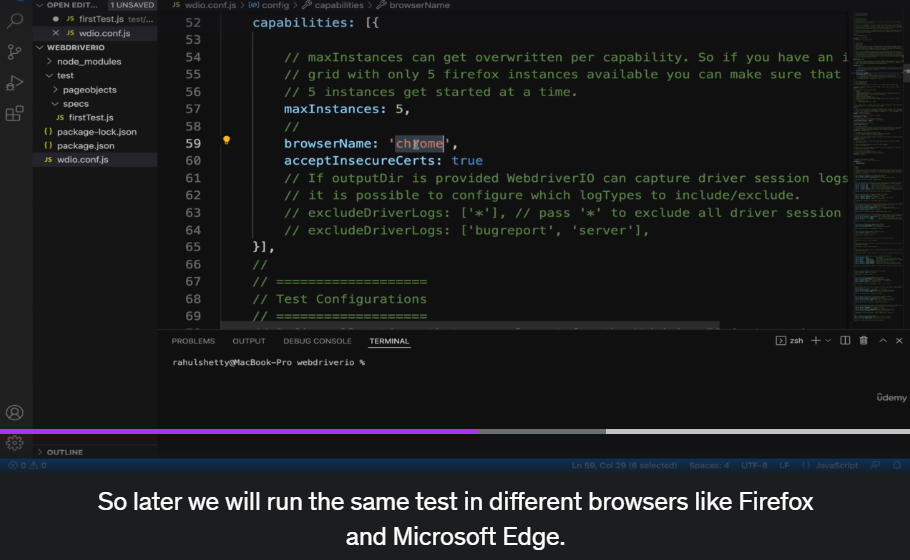 OPEN EDIT... 1 UNSAVED
JS firstTest.js test/...
JS wdio.conf.js
WEBDRIVERIO
node_modules
test
pageobjects
specs
JS firstTest.js
{} package-lock.json
{} package.json
JS wdio.conf.js
OUTLINE
JS wdio.conf.js > config > capabilities > browserName
52 capabilities: [{
53
54 // maxInstances can get overwritten per capability. So if you have an i
55 // grid with only 5 firefox instances available you can make sure that
56 // 5 instances get started at a time.
57 maxInstances: 5,
58 //
59 browserName: 'chrome',
60 acceptInsecureCerts: true
61 // If outputDir is provided WebdriverIO can capture driver session logs
62 // it is possible to configure which logTypes to include/exclude.
63 // excludeDriverLogs: ['*'], // pass '*' to exclude all driver session
64 // excludeDriverLogs: ['bugreport', 'server'],
65 }],
66 //
67 // ===================
68 // Test Configurations
69 // ===================
PROBLEMS OUTPUT DEBUG CONSOLE TERMINAL zsh
rahulshetty@MacBook-Pro webdriverio %
ûdemy
0 0 Ln 59, Col 29 (6 selected) Spaces: 4 UTF-8 LF {} JavaScript
So later we will run the same test in different browsers like Firefox
and Microsoft Edge.